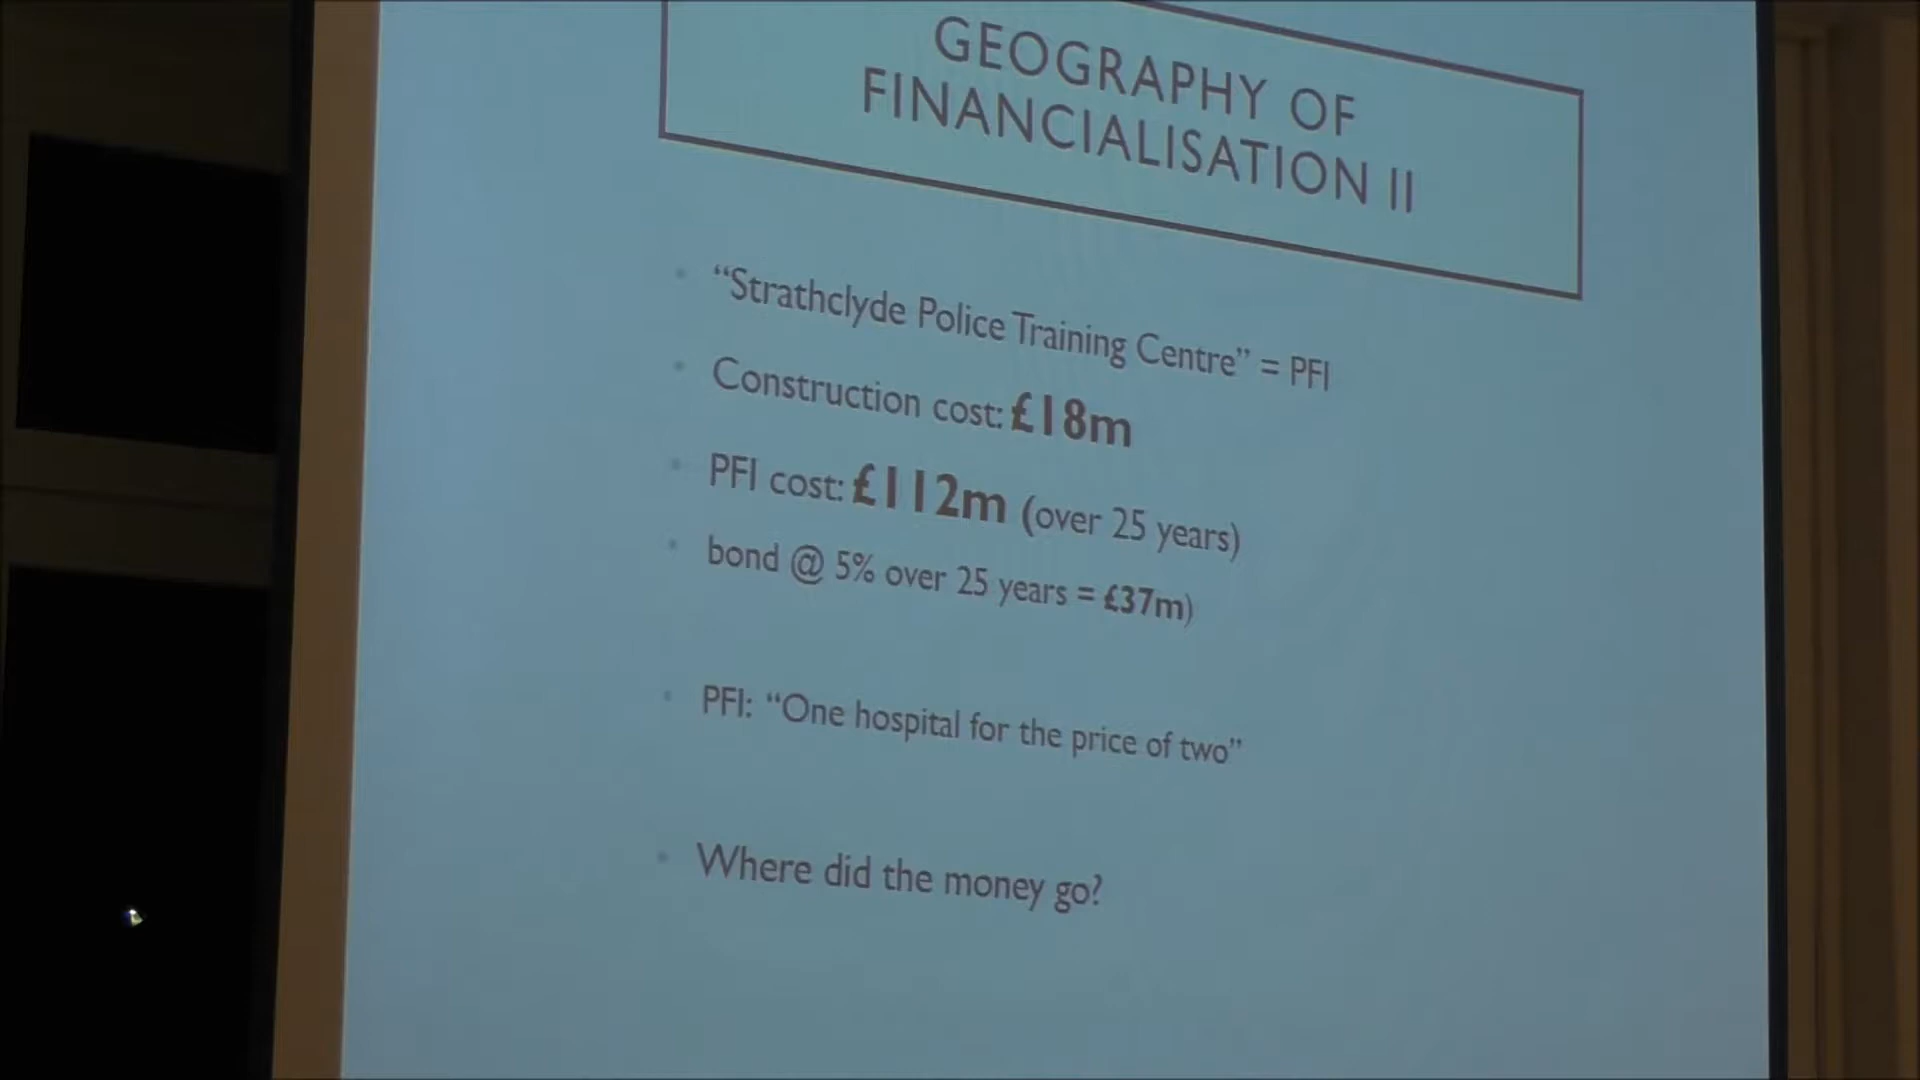 GEOGRAPHY OF
FINANCIALISATION II
“Strathclyde Police Training Centre” = PFI
Construction cost: £18m
PFI cost: £112m (over 25 years)
bond @ 5% over 25 years = £37m)
PFI: “One hospital for the price of two”
Where did the money go?